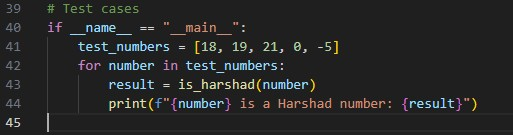 39 # Test cases
40 if __name__ == "__main__":
41     test_numbers = [18, 19, 21, 0, -5]
42     for number in test_numbers:
43         result = is_harshad(number)
44         print(f"{number} is a Harshad number: {result}")
45